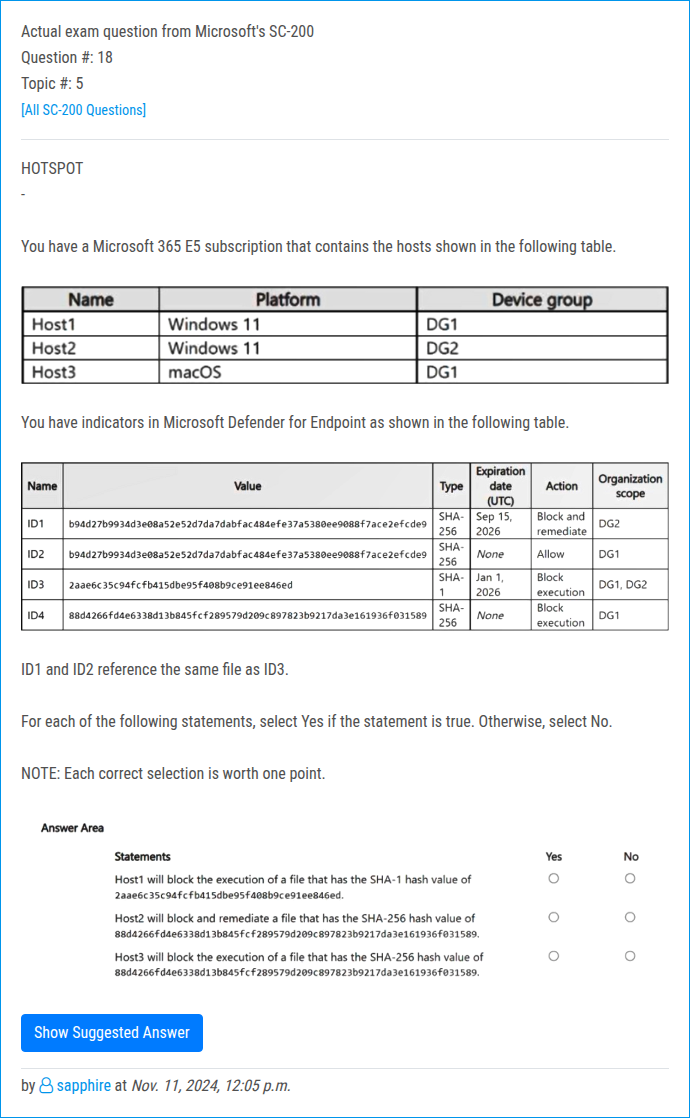 Actual exam question from Microsoft's SC-200
Question #: 18
Topic #: 5
[All SC-200 Questions]
HOTSPOT
-
You have a Microsoft 365 E5 subscription that contains the hosts shown in the following table.
Name Platform Device group
Host1 Windows 11 DG1
Host2 Windows 11 DG2
Host3 macOS DG1
You have indicators in Microsoft Defender for Endpoint as shown in the following table.
Name Value Type Expiration date (UTC) Action Organization scope
ID1 b94d27b9934d3e08a52e52d7da7dabfac484efe37a5380ee9088f7ace2efcde9 SHA-256 Sep 15, 2026 Block and remediate DG2
ID2 b94d27b9934d3e08a52e52d7da7dabfac484efe37a5380ee9088f7ace2efcde9 SHA-256 None Allow DG1
ID3 2aae6c35c94fcfb415dbe95f408b9ce91ee846ed SHA-1 Jan 1, 2026 Block execution DG1, DG2
ID4 88d4266fd4e6338d13b845fcf289579d209c897823b9217da3e161936f031589 SHA-256 None Block execution DG1
ID1 and ID2 reference the same file as ID3.
For each of the following statements, select Yes if the statement is true. Otherwise, select No.
NOTE: Each correct selection is worth one point.
Answer Area
Statements Yes No
Host1 will block the execution of a file that has the SHA-1 hash value of
2aae6c35c94fcfb415dbe95f408b9ce91ee846ed.
Host2 will block and remediate a file that has the SHA-256 hash value of
88d4266fd4e6338d13b845fcf289579d209c897823b9217da3e161936f031589.
Host3 will block the execution of a file that has the SHA-256 hash value of
88d4266fd4e6338d13b845fcf289579d209c897823b9217da3e161936f031589.
Show Suggested Answer
by sapphire at Nov. 11, 2024, 12:05 p.m.